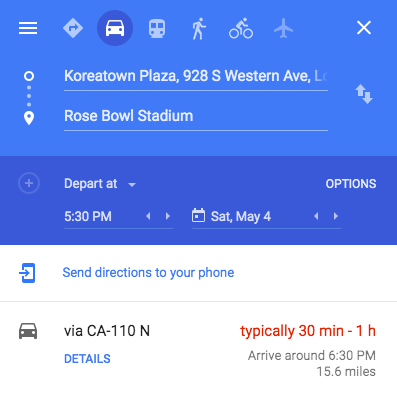 Koreatown Plaza, 928 S Western Ave, Lo
Rose Bowl Stadium
Depart at
OPTIONS
5:30 PM
Sat, May 4
Send directions to your phone
via CA-110 N
typically 30 min - 1 h
DETAILS
Arrive around 6:30 PM
15.6 miles